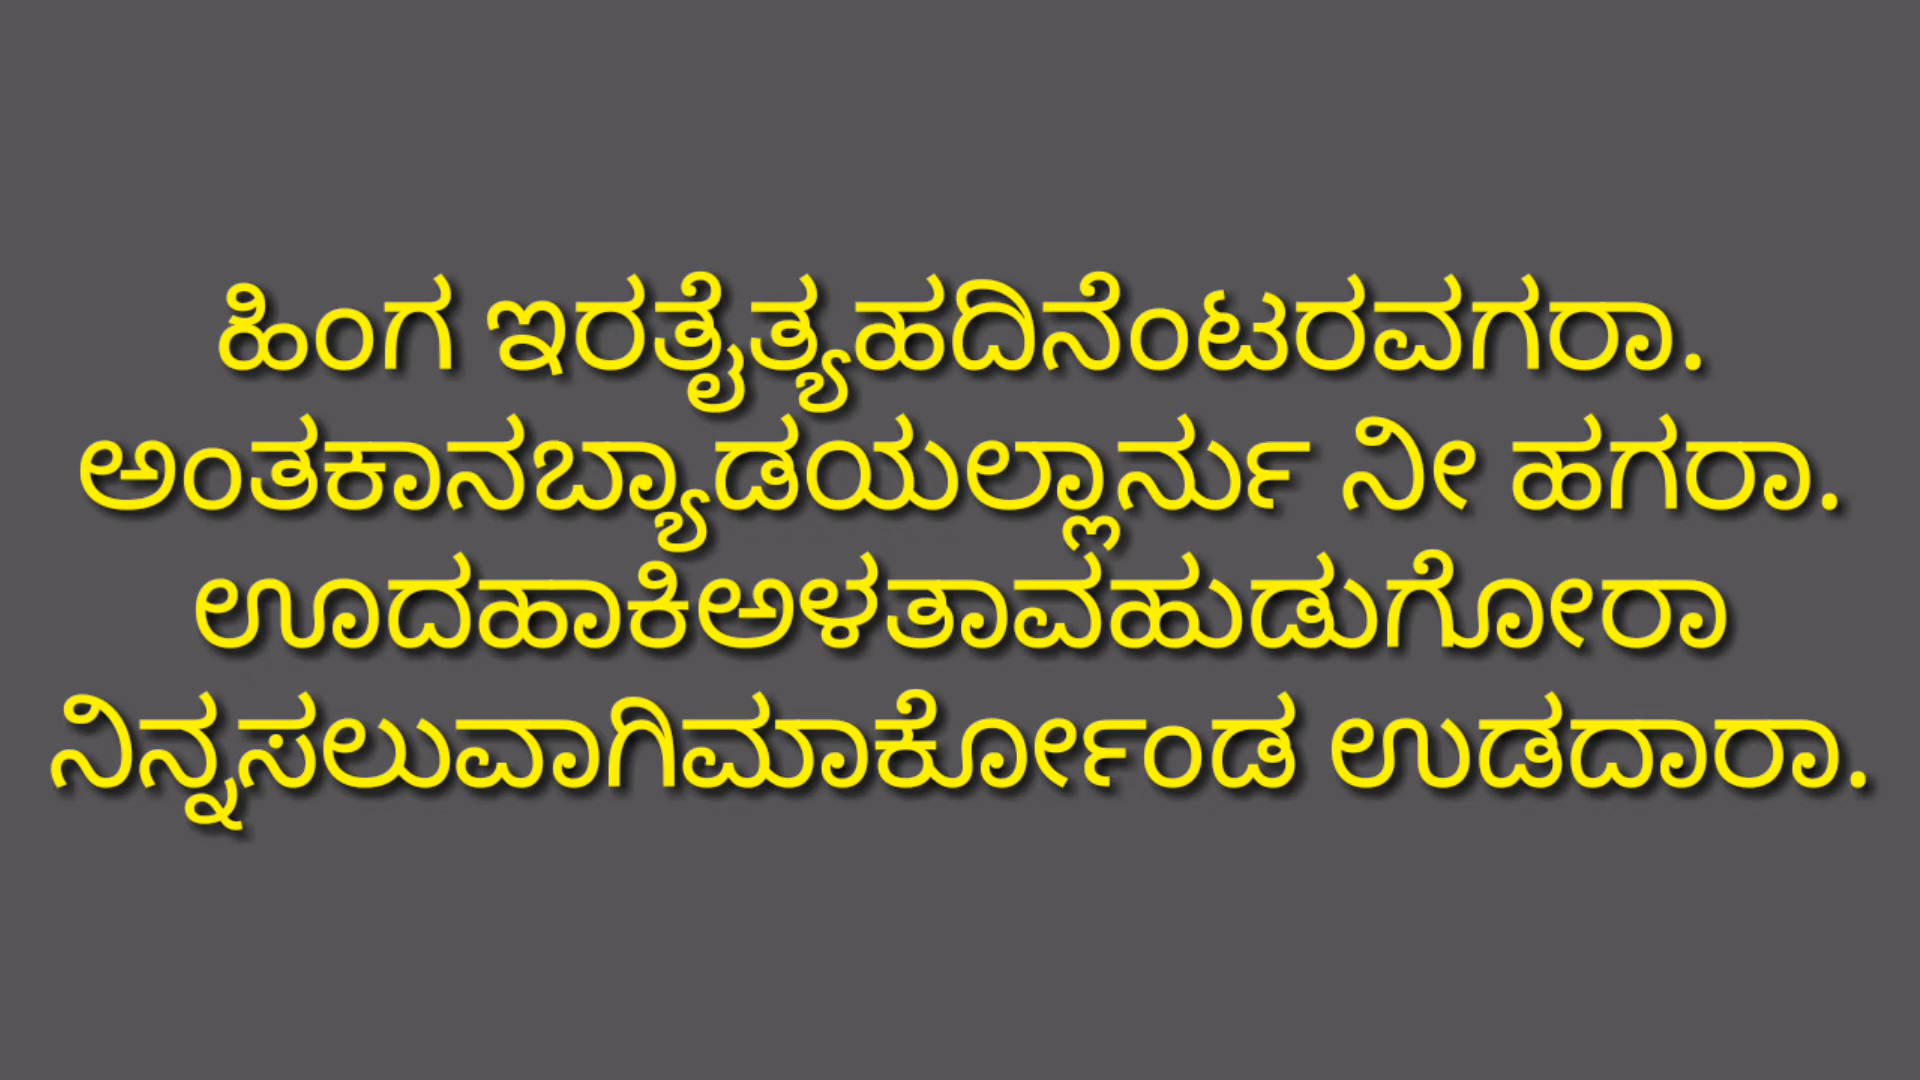 ಹಿಂಗ ಇರತೈತ್ಯಹದಿನೆಂಟರವಗರಾ.
ಅಂತಕಾನಬ್ಯಾಡಯಲ್ಲಾರ್ನು ನೀ ಹಗರಾ.
ಊದಹಾಕಿಅಳತಾವಹುಡುಗೋರಾ
ನಿನ್ನಸಲುವಾಗಿಮಾರ್ಕೋಂಡ ಉಡದಾರಾ.